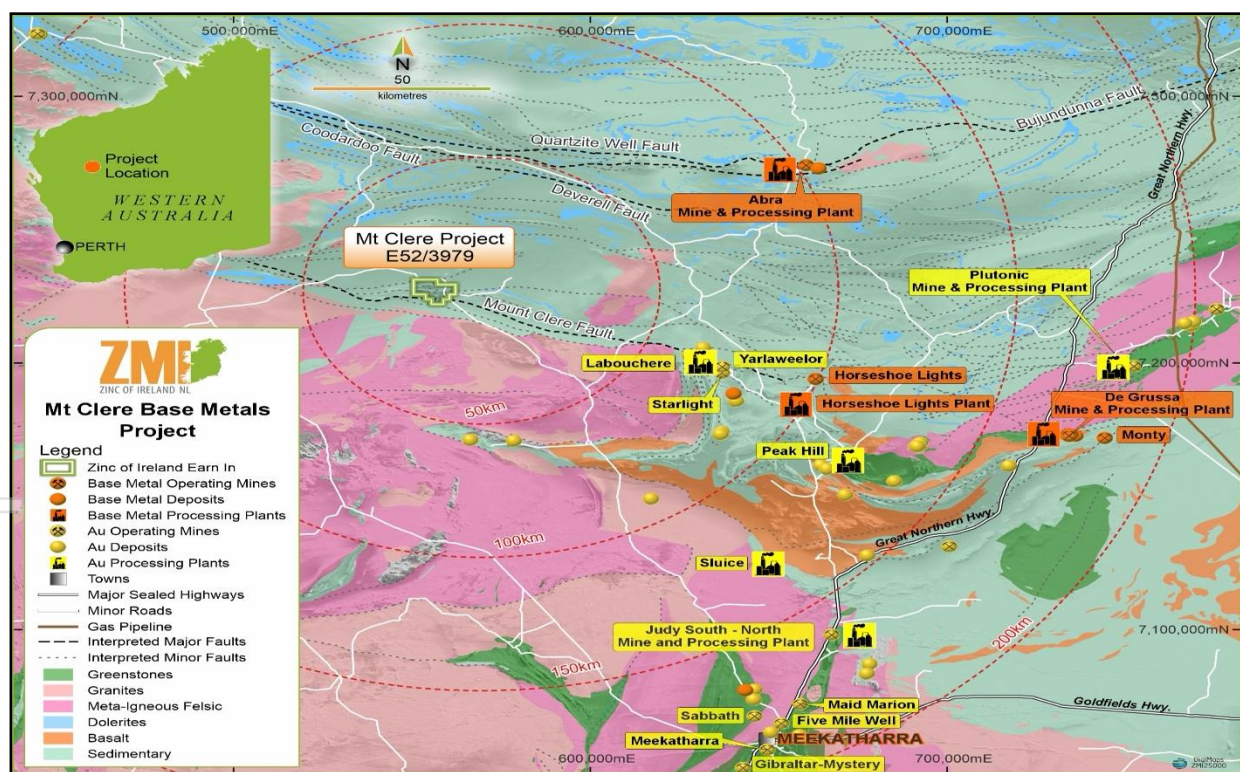 500,000mE
600,000mE
700,000mE
N
50
kilometres
7,300,000mN
7,300,000mN
Bujundunna Fault
Great Northern Hwy.
Coodardoo Fault
Quartzite Well Fault
Deverell Fault
Project
Location
WESTERN
AUSTRALIA
PERTH
Abra
Mine & Processing Plant
Mt Clere Project
E52/3979
Mount Clere Fault
Plutonic
Mine & Processing Plant
7,200,000mN
Labouchere
Yarlaweelor
Starlight
Horseshoe Lights
Horseshoe Lights Plant
De Grussa
Mine & Processing Plant
Monty
50km
Peak Hill
100km
Great Northern Hwy.
Sluice
Judy South - North
Mine and Processing Plant
7,100,000mN
150km
200km
Goldfields Hwy.
Maid Marion
Sabbath
Five Mile Well
Meekatharra
MEEKATHARRA
Gibraltar-Mystery
600,000mE
700,000mE
DigiMaps
ZMI25000
ZMI
ZINC OF IRELAND NL
Mt Clere Base Metals
Project
Legend
Zinc of Ireland Earn In
Base Metal Operating Mines
Base Metal Deposits
Base Metal Processing Plants
Au Operating Mines
Au Deposits
Au Processing Plants
Towns
Major Sealed Highways
Minor Roads
Gas Pipeline
Interpreted Major Faults
Interpreted Minor Faults
Greenstones
Granites
Meta-Igneous Felsic
Dolerites
Basalt
Sedimentary